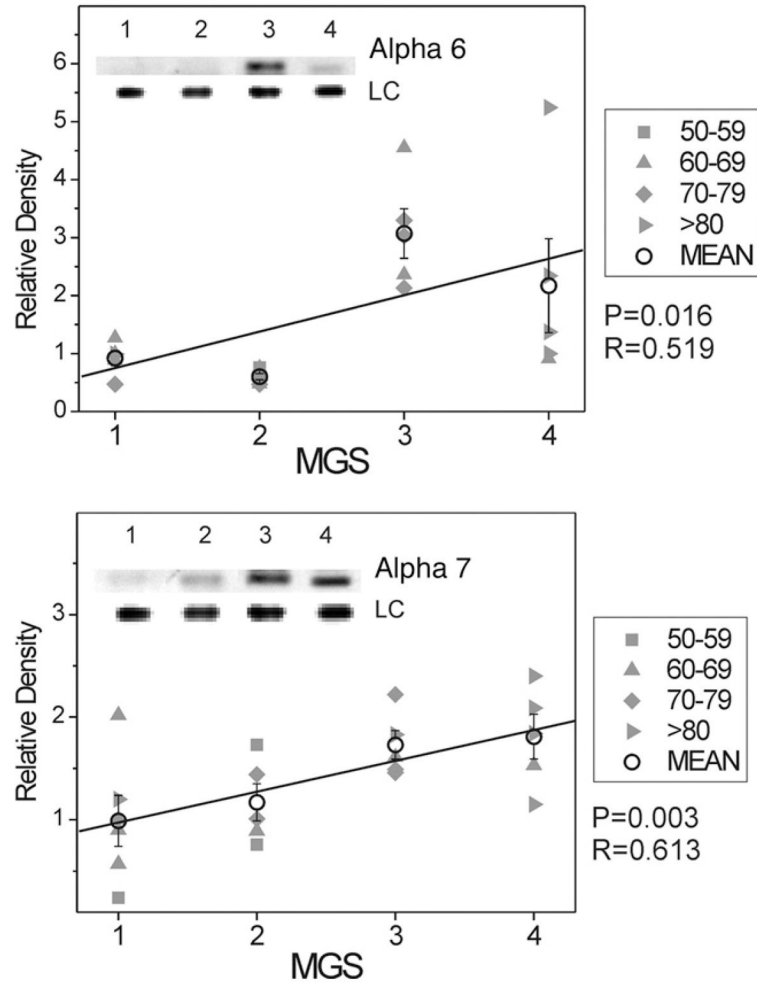 1 2 3 4
Alpha 6
LC
6
5
4
3
2
1
0
Relative Density
1 2 3 4
MGS
50-59
60-69
70-79
>80
MEAN
P=0.016
R=0.519
1 2 3 4
Alpha 7
LC
3
2
1
Relative Density
1 2 3 4
MGS
50-59
60-69
70-79
>80
MEAN
P=0.003
R=0.613